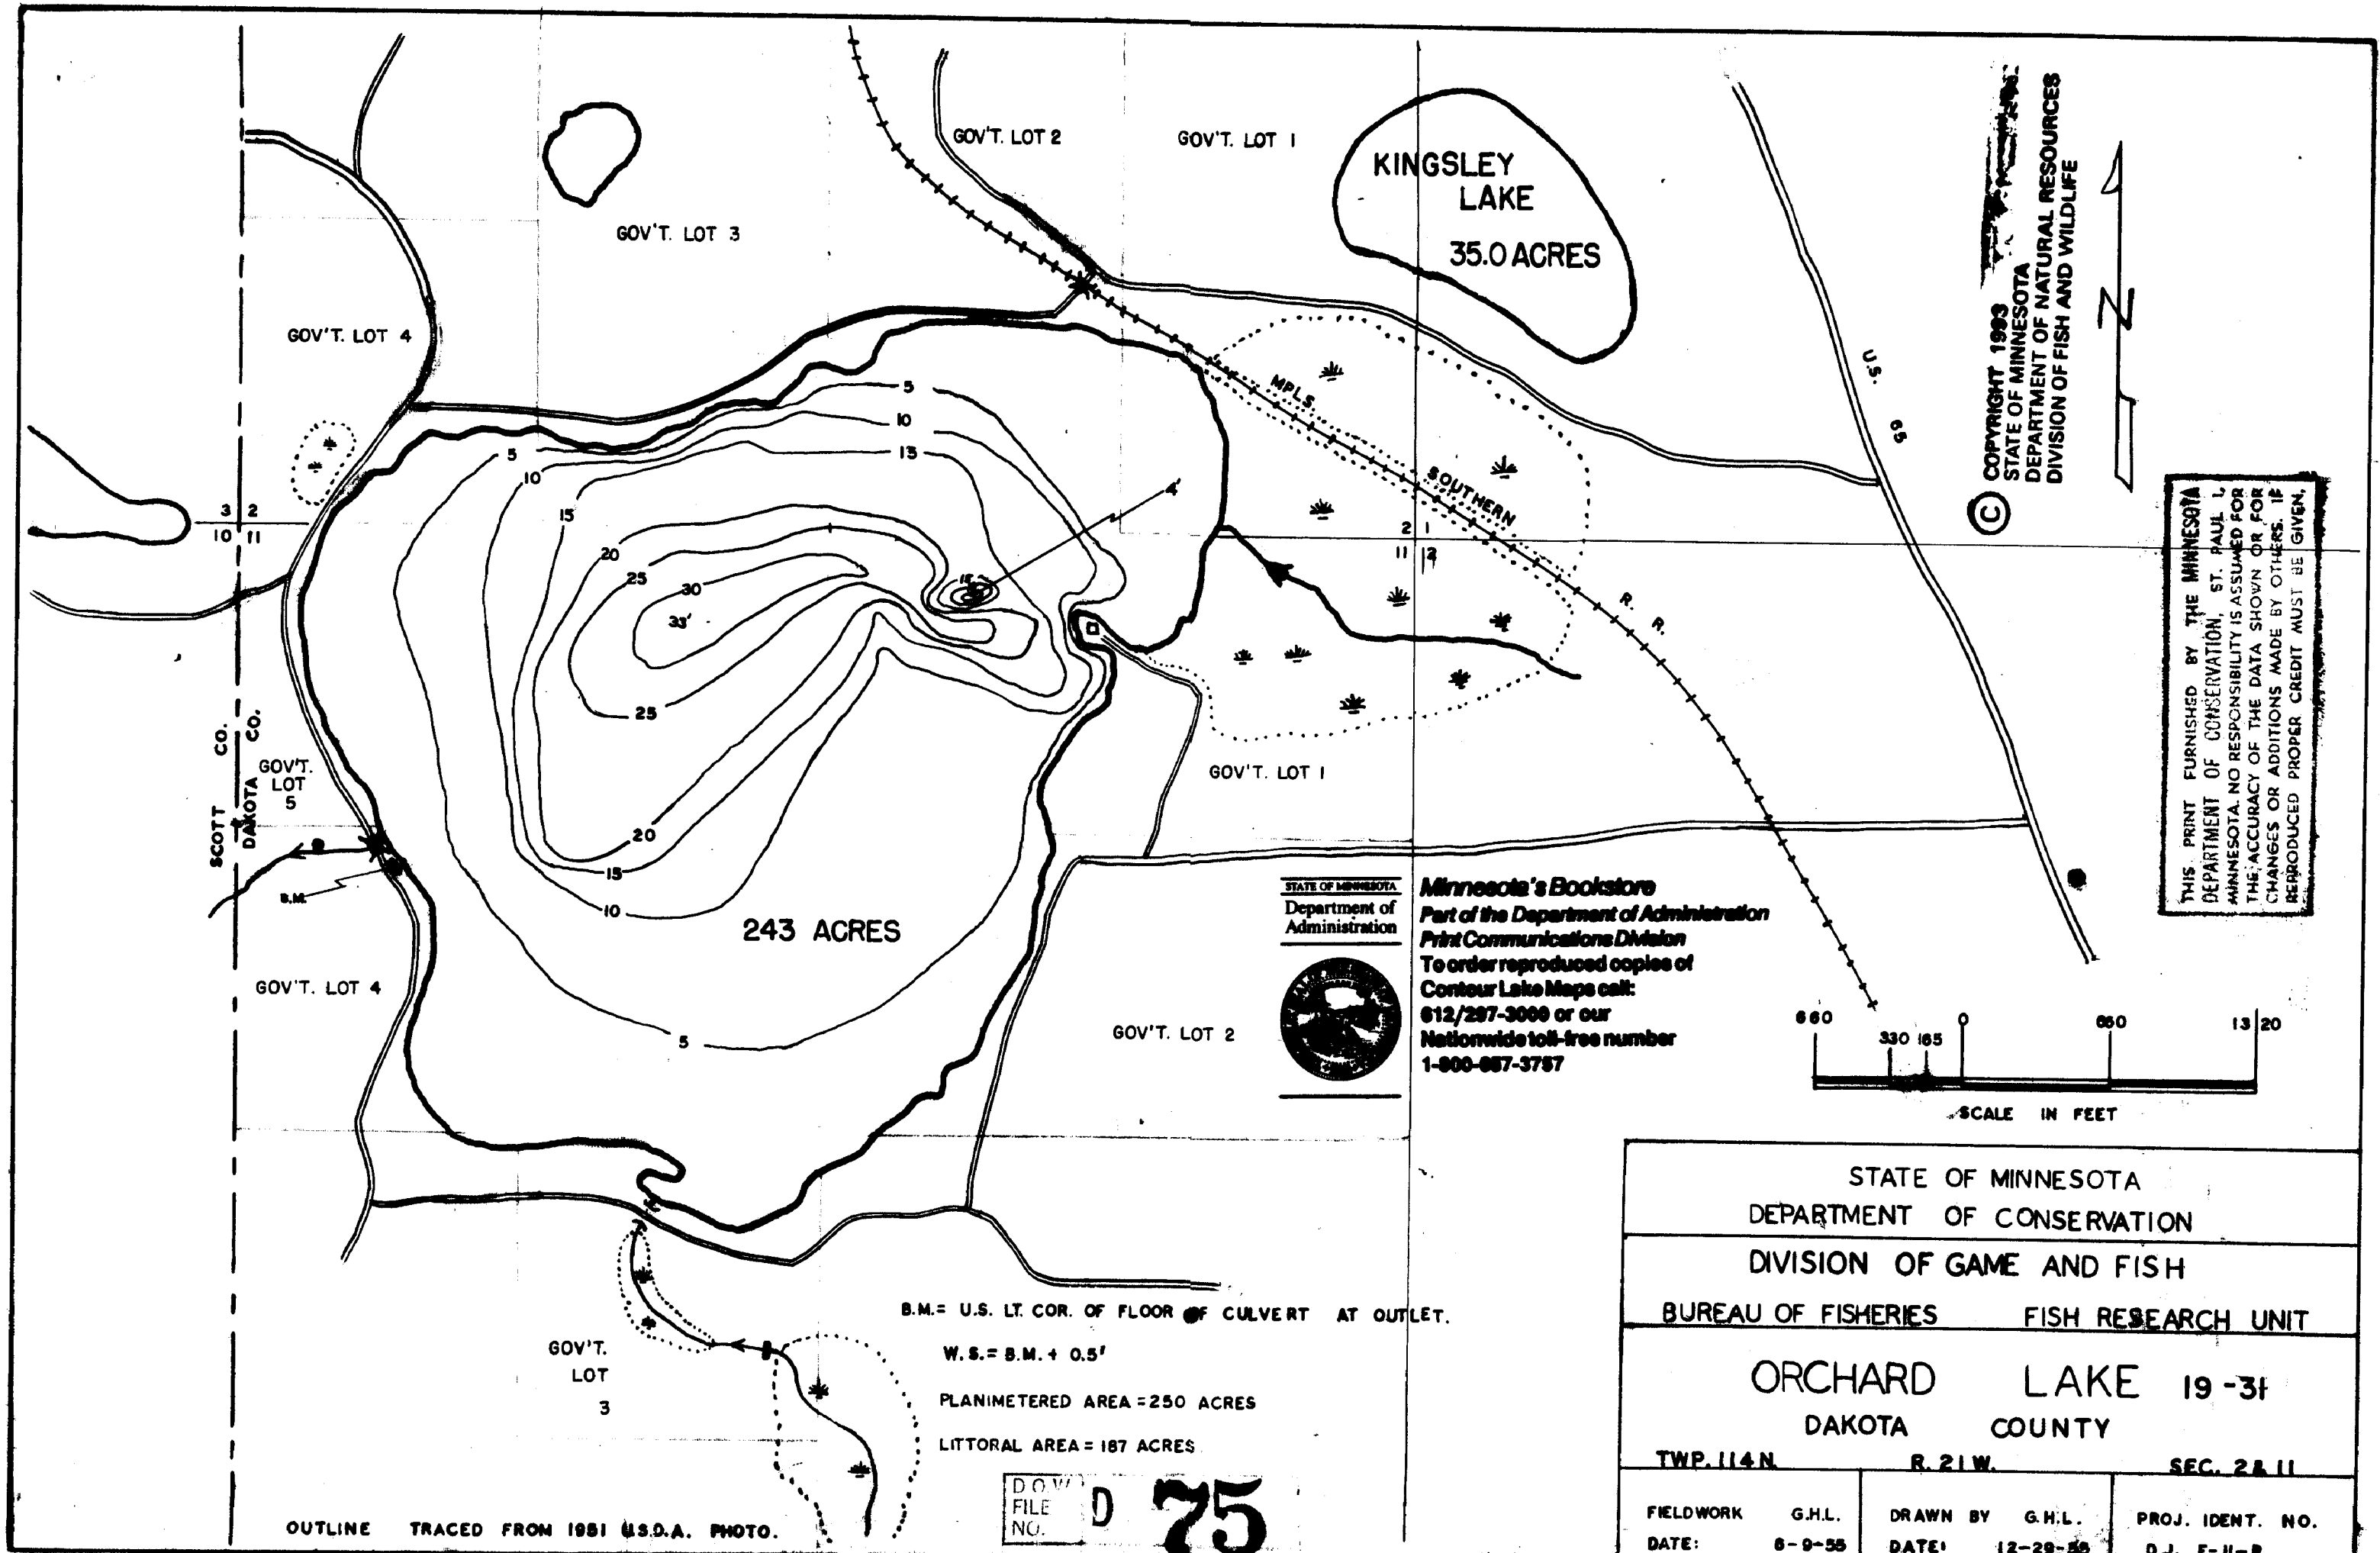 GOV'T. LOT 2
GOV'T. LOT 1
KINGSLEY
LAKE
35.0 ACRES
GOV'T. LOT 3
GOV'T. LOT 4
U.S. 65
MPLS. SOUTHERN R. R.
© COPYRIGHT 1993
STATE OF MINNESOTA
DEPARTMENT OF NATURAL RESOURCES
DIVISION OF FISH AND WILDLIFE
N
THIS PRINT FURNISHED BY THE MINNESOTA
DEPARTMENT OF CONSERVATION, ST. PAUL 1,
MINNESOTA. NO RESPONSIBILITY IS ASSUMED FOR
THE ACCURACY OF THE DATA SHOWN OR FOR
CHANGES OR ADDITIONS MADE BY OTHERS. IF
REPRODUCED PROPER CREDIT MUST BE GIVEN.
5
10
13
5
10
15
4'
15
20
25
30
33'
25
20
15
10
5
3 2
10 11
2 1
11 12
SCOTT CO.
DAKOTA CO.
GOV'T.
LOT
5
B.M.
GOV'T. LOT 4
243 ACRES
GOV'T. LOT 1
GOV'T. LOT 2
STATE OF MINNESOTA
Department of
Administration
Minnesota's Bookstore
Part of the Department of Administration
Print Communications Division
To order reproduced copies of
Contour Lake Maps call:
612/297-3000 or our
Nationwide toll-free number
1-800-657-3757
660 330 165 0 660 1320
SCALE IN FEET
GOV'T.
LOT
3
B.M.= U.S. LT. COR. OF FLOOR OF CULVERT AT OUTLET.
W.S.= B.M. + 0.5'
PLANIMETERED AREA = 250 ACRES
LITTORAL AREA = 187 ACRES
D.O.W.
FILE
NO.
D 75
OUTLINE TRACED FROM 1951 U.S.D.A. PHOTO.
STATE OF MINNESOTA
DEPARTMENT OF CONSERVATION
DIVISION OF GAME AND FISH
BUREAU OF FISHERIES FISH RESEARCH UNIT
ORCHARD LAKE 19-31
DAKOTA COUNTY
TWP. 114 N. R. 21 W. SEC. 2 & 11
FIELDWORK G.H.L.
DATE: 6-9-55
DRAWN BY G.H.L.
DATE: 12-29-55
PROJ. IDENT. NO.